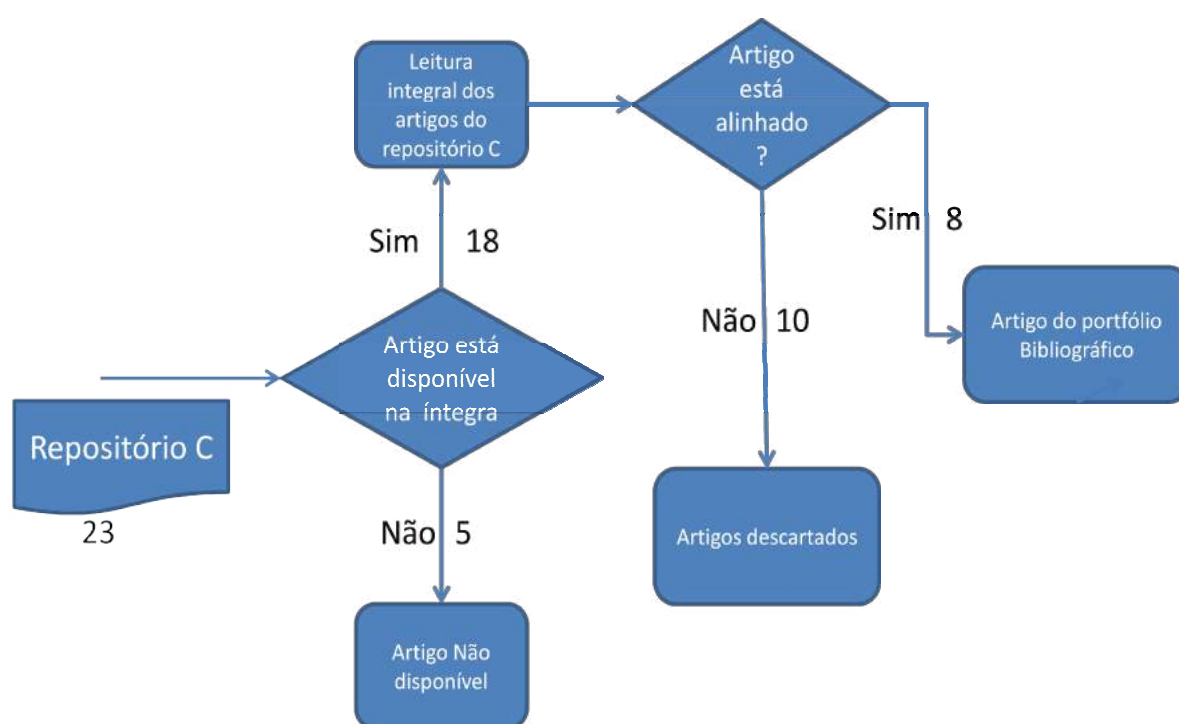 Leitura
integral dos
artigos do
repositório C
Artigo
está
alinhado
?
Sim 18
Sim 8
Não 10
Artigo do portfólio
Bibliográfico
Artigo está
disponível
na íntegra
Repositório C
23
Não 5
Artigos descartados
Artigo Não
disponível